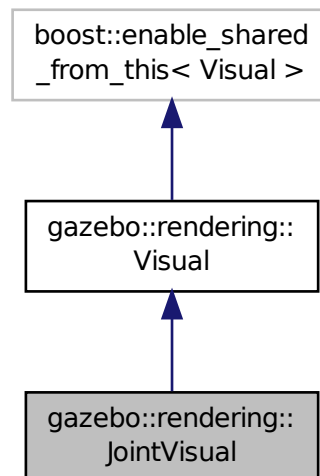 boost::enable_shared
_from_this< Visual >
gazebo::rendering::
Visual
gazebo::rendering::
JointVisual